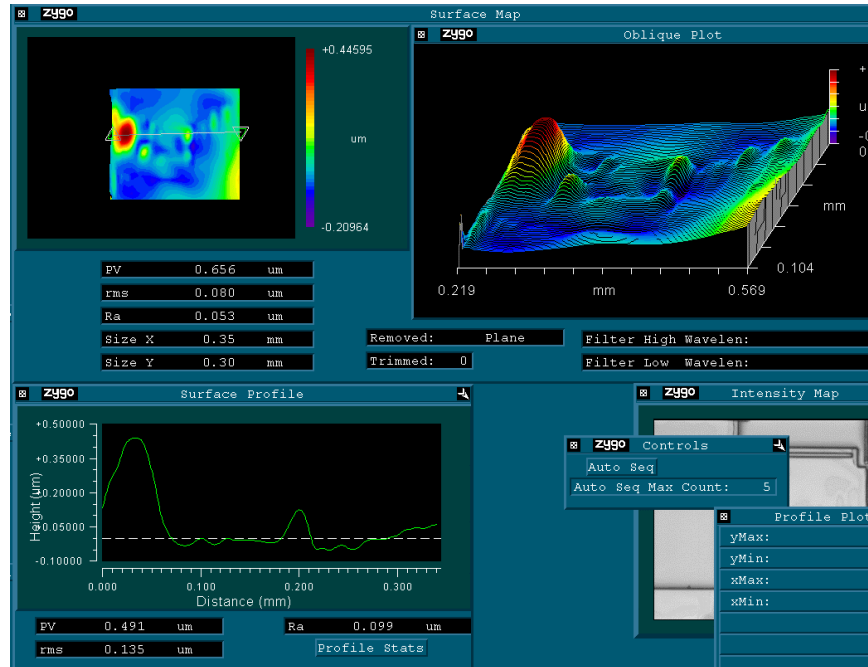 zygo Surface Map
+0.44595
um
-0.20964
zygo Oblique Plot
+
u
-0
0
mm
0.104
0.219 mm 0.569
PV 0.656 um
rms 0.080 um
Ra 0.053 um
Size X 0.35 mm
Size Y 0.30 mm
Removed: Plane
Trimmed: 0
Filter High Wavelen:
Filter Low Wavelen:
zygo Surface Profile
+0.50000
+0.35000
+0.20000
+0.05000
-0.10000
Height (um)
0.000 0.100 0.200 0.300
Distance (mm)
PV 0.491 um
rms 0.135 um
Ra 0.099 um
Profile Stats
zygo Intensity Map
zygo Controls
Auto Seq
Auto Seq Max Count: 5
Profile Plot
yMax:
yMin:
xMax:
xMin: